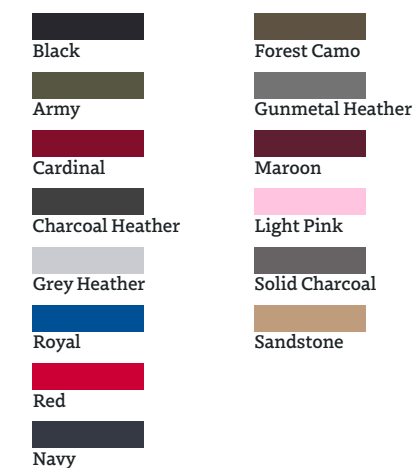 Black
Army
Cardinal
Charcoal Heather
Grey Heather
Royal
Red
Navy
Forest Camo
Gunmetal Heather
Maroon
Light Pink
Solid Charcoal
Sandstone